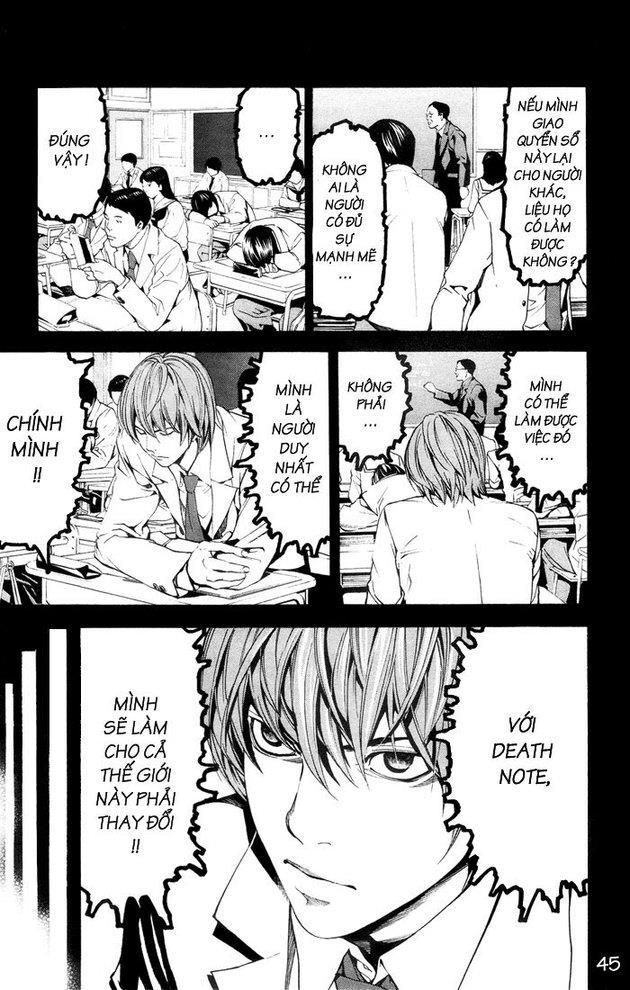 NẾU MÌNH
GIAO
QUYỂN SỔ
NÀY LẠI
CHO NGƯỜI
KHÁC,
LIỆU HỌ
CÓ LÀM
ĐƯỢC
KHÔNG?
KHÔNG
AI LÀ
NGƯỜI
CÓ ĐỦ
SỰ
MẠNH MẼ
...
...
ĐÚNG
VẬY!
MÌNH
CÓ THỂ
LÀM ĐƯỢC
VIỆC ĐÓ
...
KHÔNG
PHẢI
...
MÌNH
LÀ
NGƯỜI
DUY
NHẤT
CÓ THỂ
CHÍNH
MÌNH
!!
VỚI
DEATH
NOTE,
MÌNH
SẼ LÀM
CHO CẢ
THẾ GIỚI
NÀY PHẢI
THAY ĐỔI
!!
45